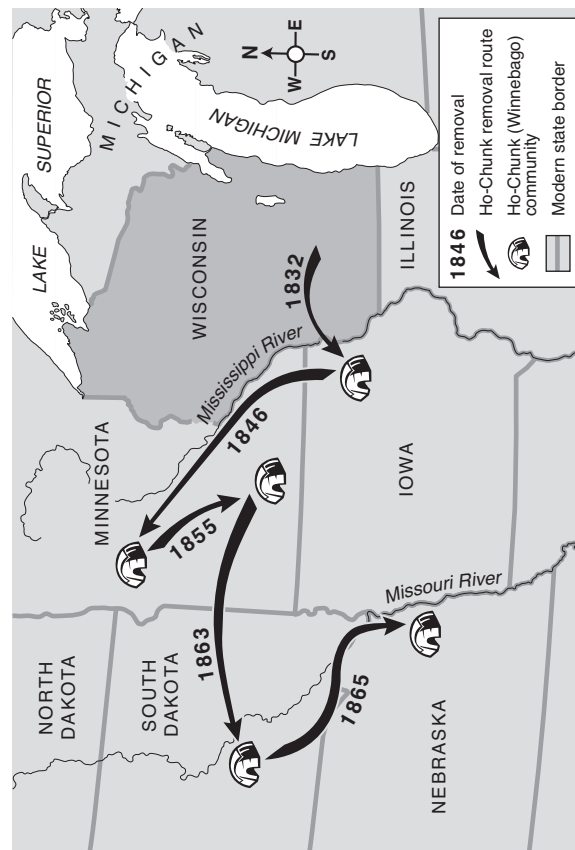 LAKE
SUPERIOR
MICHIGAN
LAKE MICHIGAN
N
W
E
S
WISCONSIN
ILLINOIS
1832
Mississippi River
MINNESOTA
1846
1855
IOWA
1863
NORTH
DAKOTA
SOUTH
DAKOTA
Missouri River
1865
NEBRASKA
1846 Date of removal
Ho-Chunk removal route
Ho-Chunk (Winnebago)
community
Modern state border